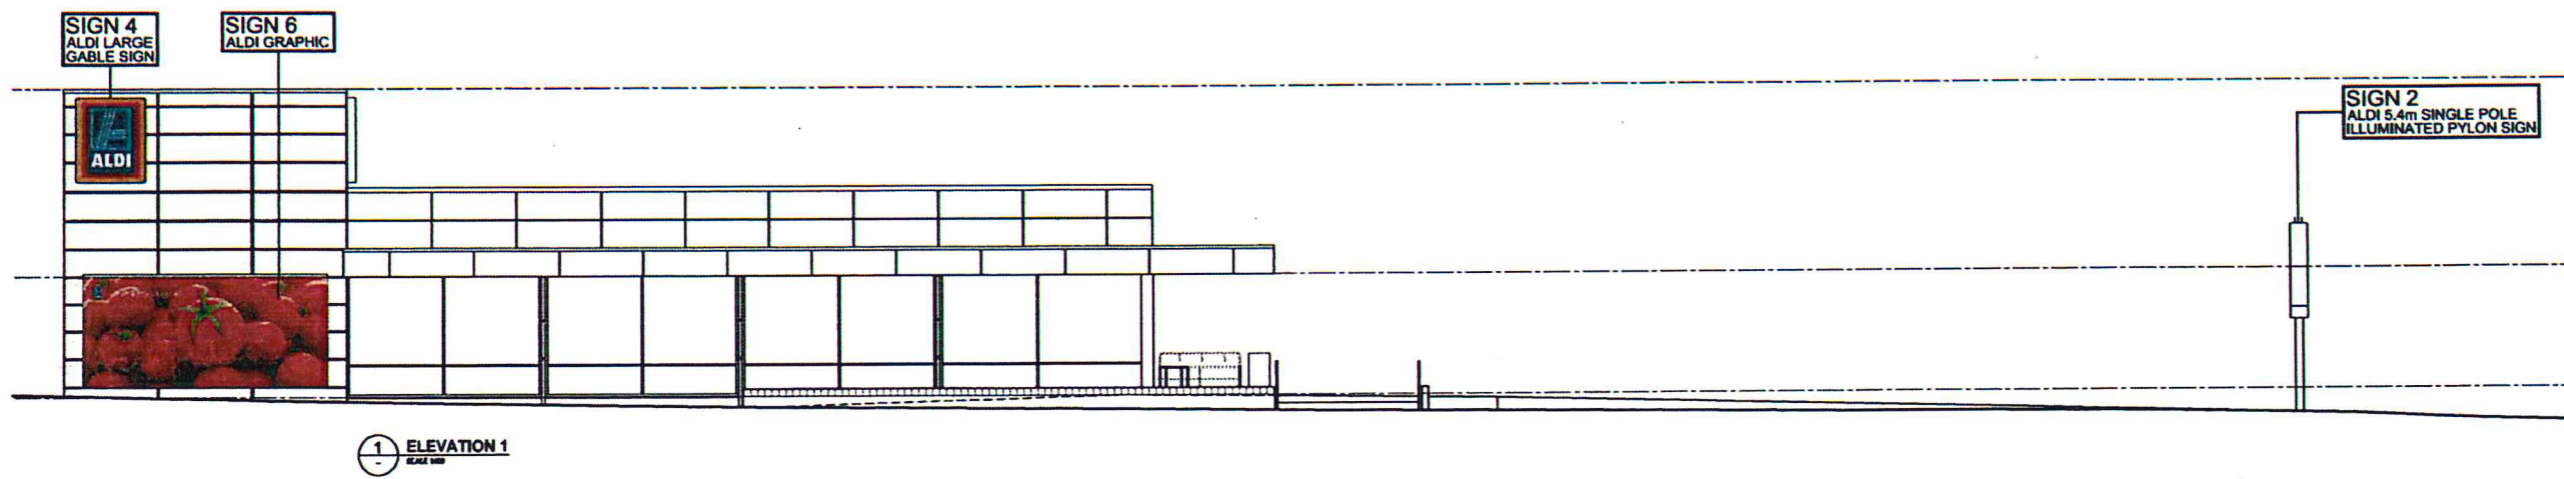 SIGN 4
ALDI LARGE
GABLE SIGN
SIGN 6
ALDI GRAPHIC
SIGN 2
ALDI 5.4m SINGLE POLE
ILLUMINATED PYLON SIGN
ALDI
1
-
ELEVATION 1
SCALE